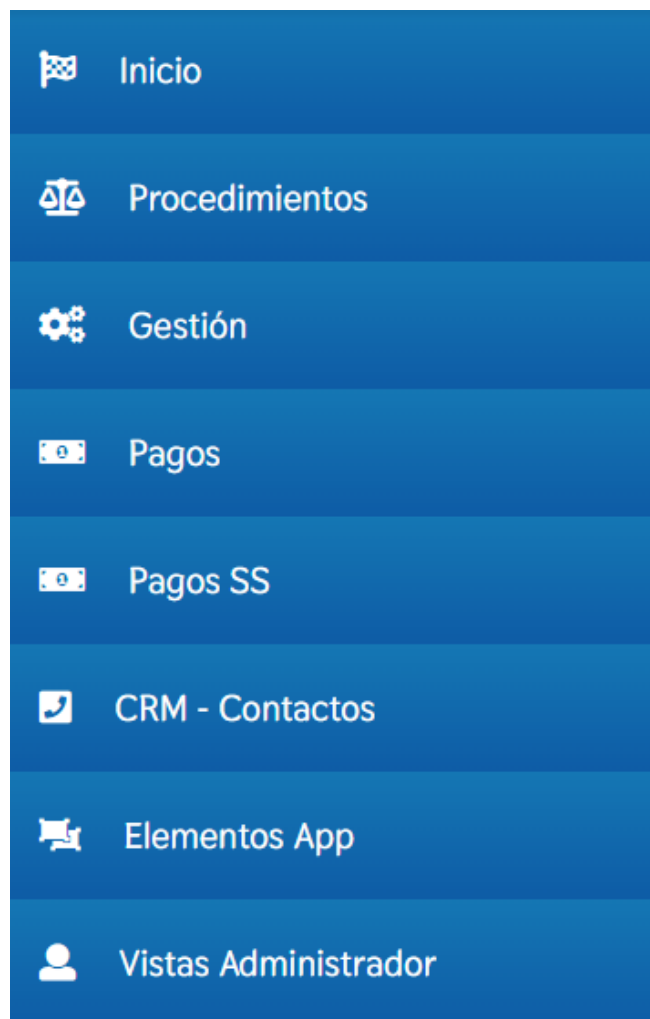 Inicio
Procedimientos
Gestión
Pagos
Pagos SS
CRM - Contactos
Elementos App
Vistas Administrador